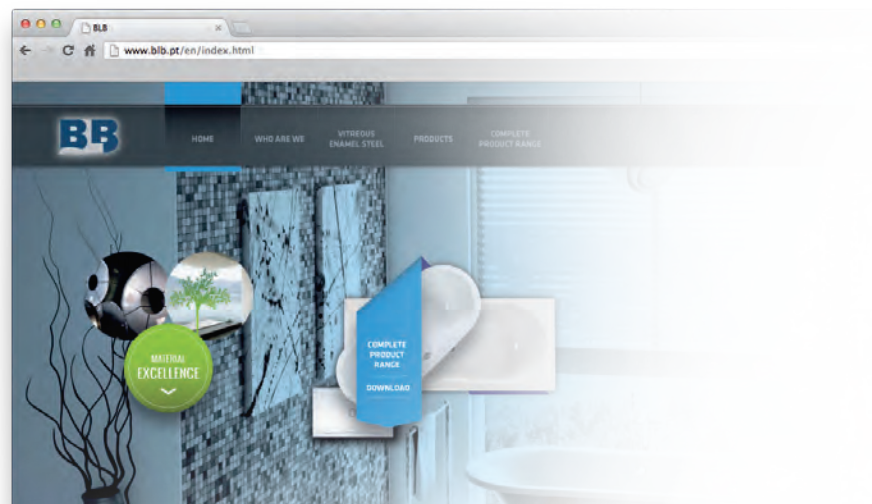 BLB
www.blb.pt/en/index.html
BLB
HOME
WHO ARE WE
VITREOUS
ENAMEL STEEL
PRODUCTS
COMPLETE
PRODUCT RANGE
MATERIAL
EXCELLENCE
COMPLETE
PRODUCT
RANGE
DOWNLOAD